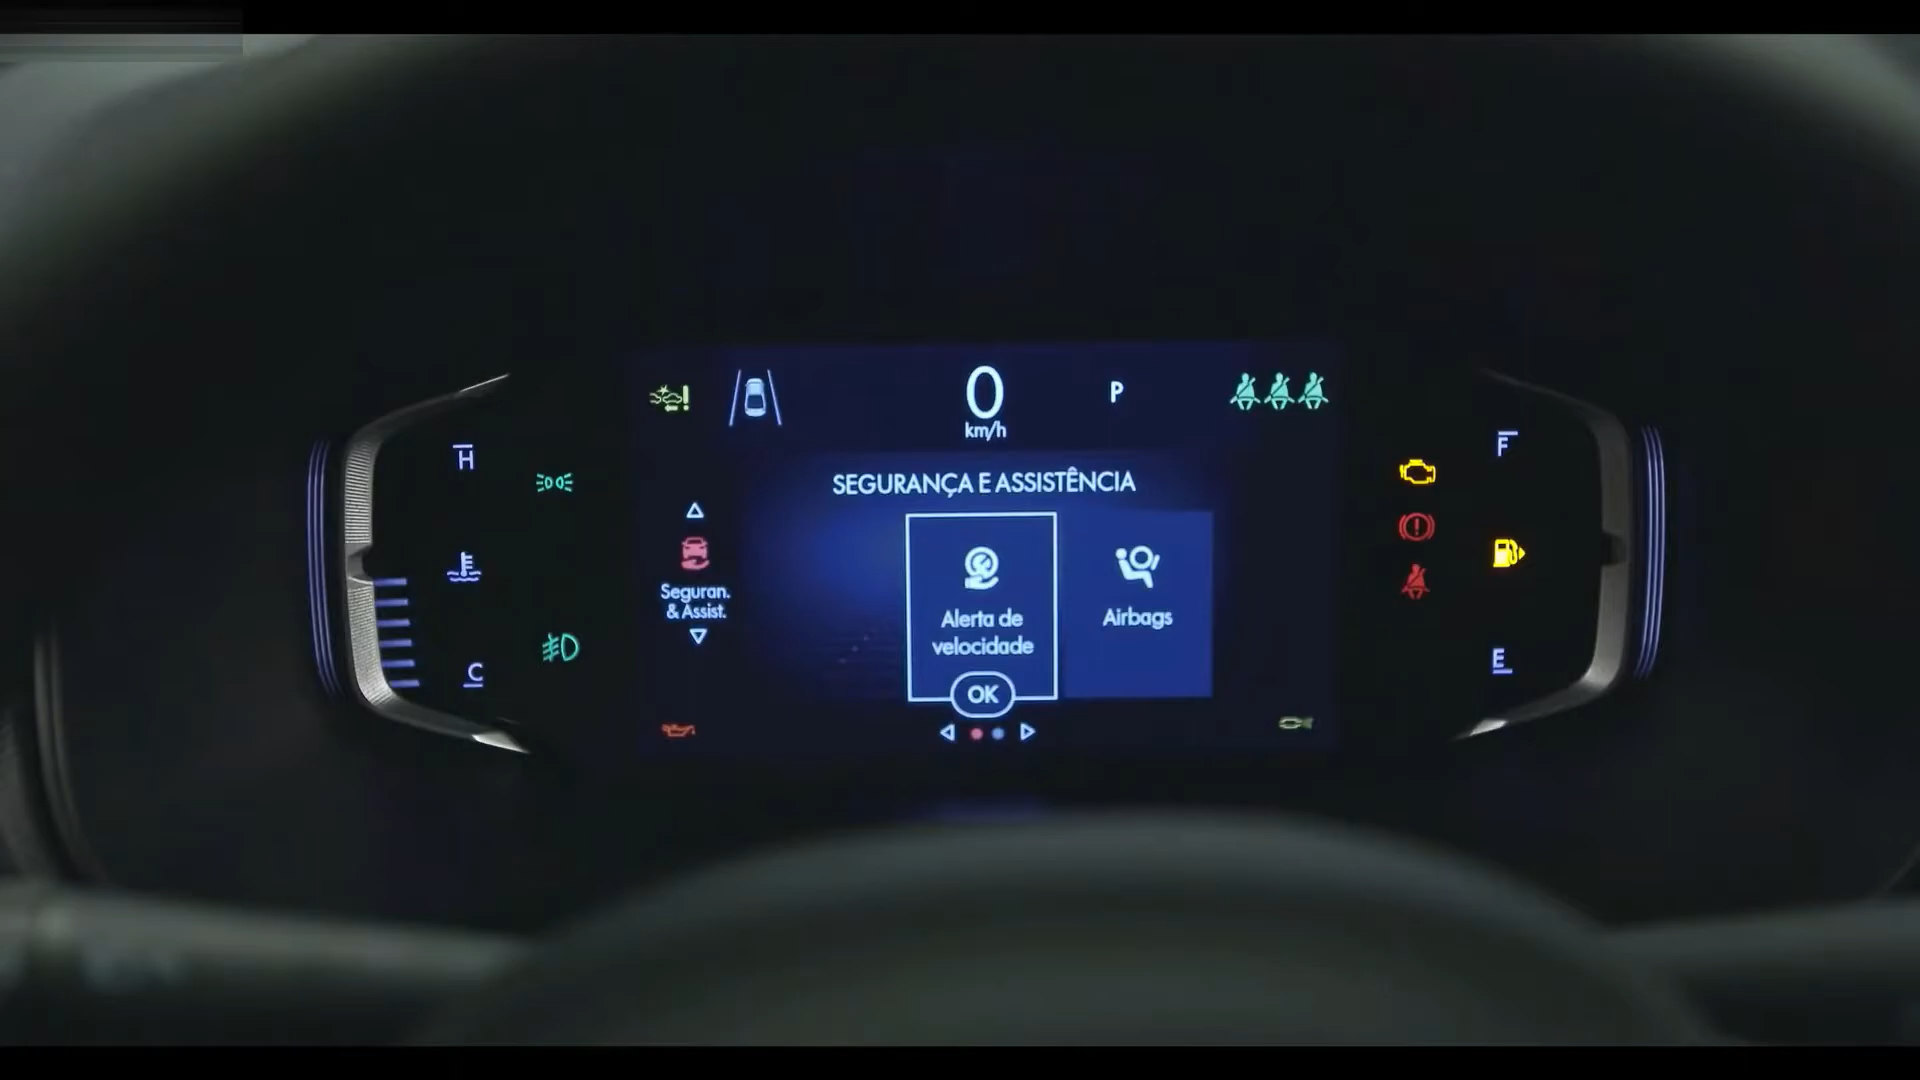 0
P
km/h
H
F
SEGURANÇA E ASSISTÊNCIA
Seguran.
& Assist.
Alerta de
velocidade
Airbags
C
E
OK